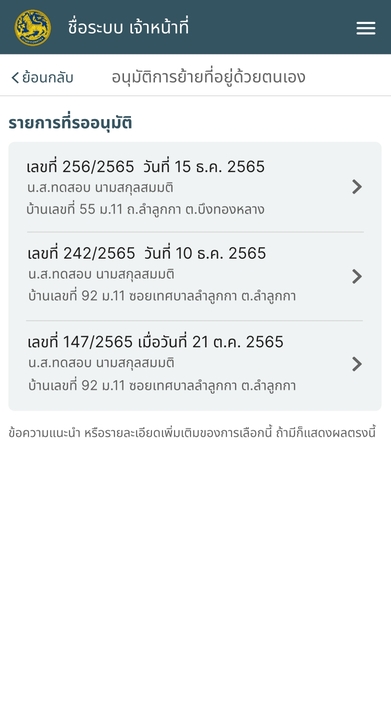 ชื่อระบบ เจ้าหน้าที่
ย้อนกลับ อนุมัติการย้ายที่อยู่ด้วยตนเอง
รายการที่รออนุมัติ
เลขที่ 256/2565 วันที่ 15 ธ.ค. 2565
น.ส.ทดสอบ นามสกุลสมมติ
บ้านเลขที่ 55 ม.11 ถ.ลำลูกกา ต.บึงทองหลาง
เลขที่ 242/2565 วันที่ 10 ธ.ค. 2565
น.ส.ทดสอบ นามสกุลสมมติ
บ้านเลขที่ 92 ม.11 ซอยเทศบาลลำลูกกา ต.ลำลูกกา
เลขที่ 147/2565 เมื่อวันที่ 21 ต.ค. 2565
น.ส.ทดสอบ นามสกุลสมมติ
บ้านเลขที่ 92 ม.11 ซอยเทศบาลลำลูกกา ต.ลำลูกกา
ข้อความแนะนำ หรือรายละเอียดเพิ่มเติมของการเลือกนี้ ถ้ามีก็แสดงผลตรงนี้